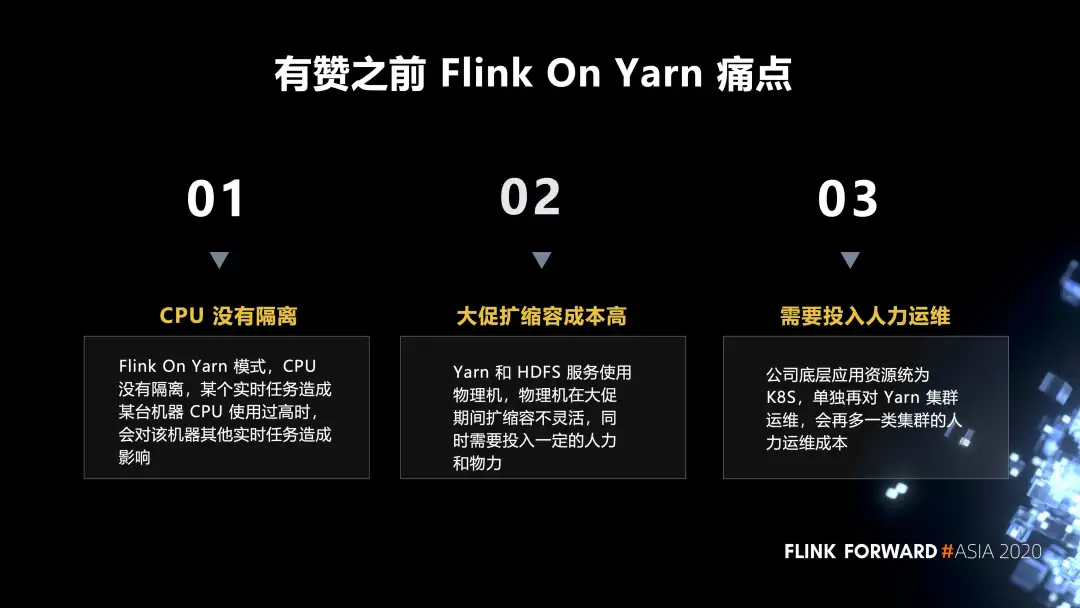 有赞之前 Flink On Yarn 痛点
01
02
03
CPU 没有隔离
大促扩缩容成本高
需要投入人力运维
Flink On Yarn 模式，CPU
没有隔离，某个实时任务造成
某台机器 CPU 使用过高时，
会对该机器其他实时任务造成
影响
Yarn 和 HDFS 服务使用
物理机，物理机在大促
期间扩缩容不灵活，同
时需要投入一定的人力
和物力
公司底层应用资源统为
K8S，单独再对 Yarn 集群
运维，会再多一类集群的人
力运维成本
FLINK FORWARD #ASIA 2020